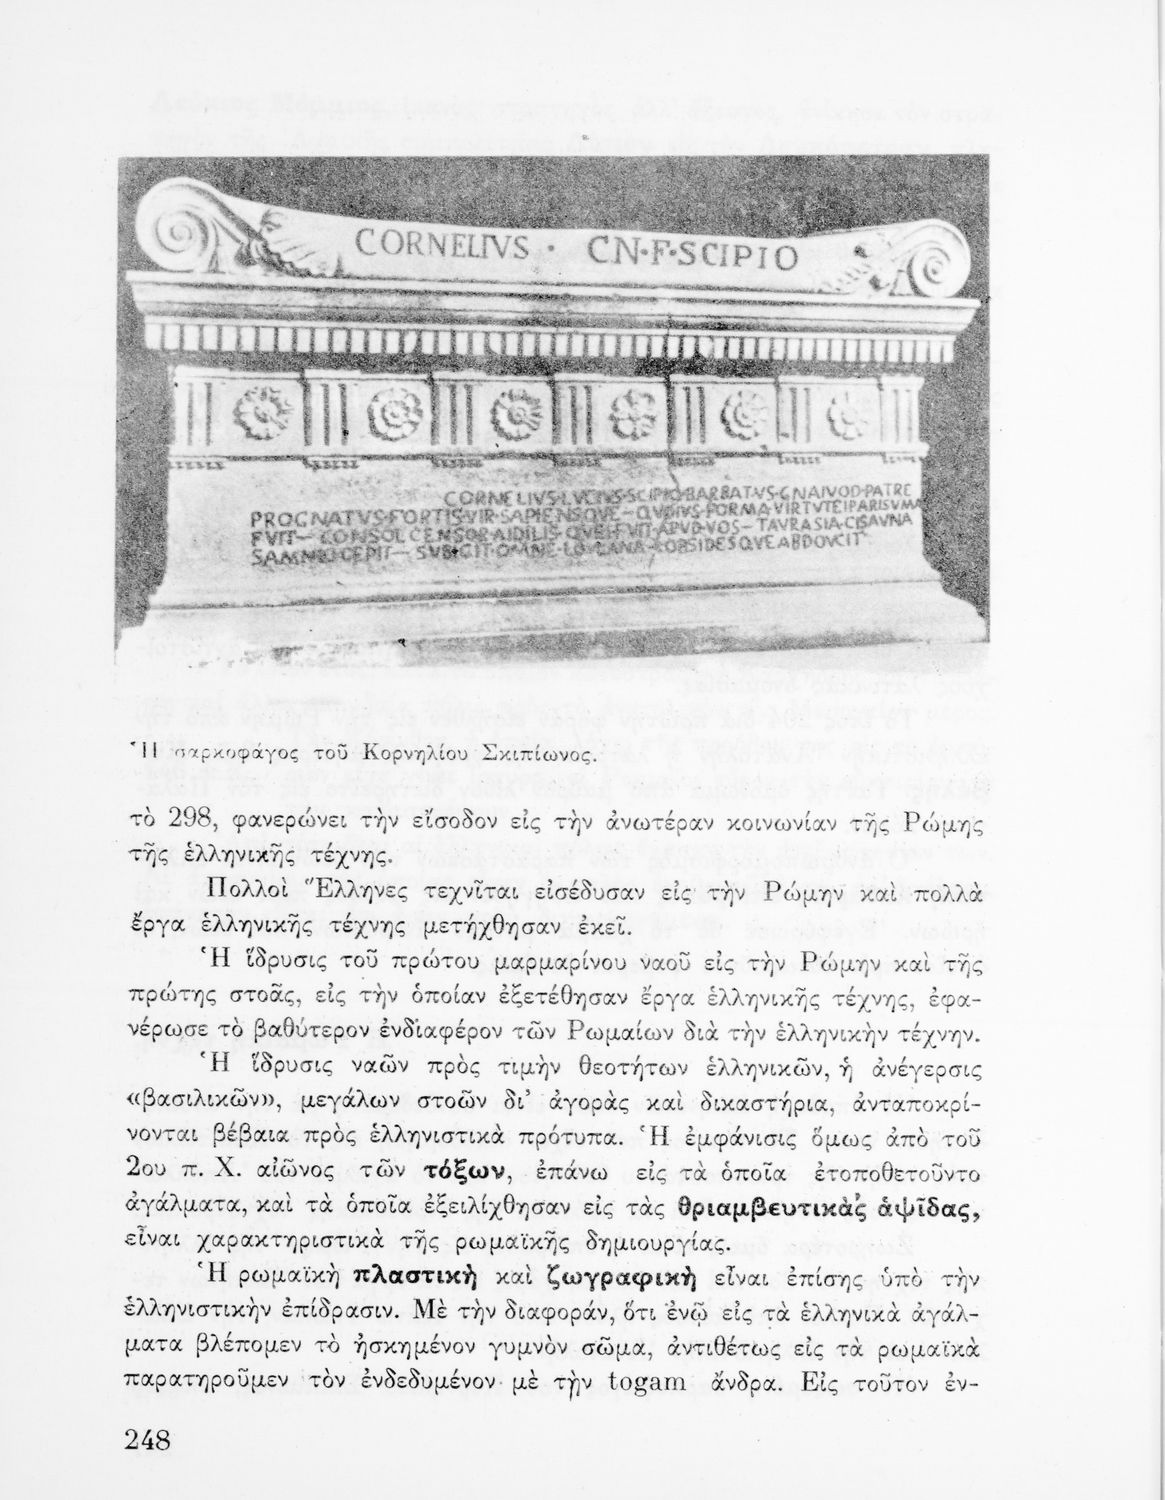 CORNELIVS · CN·F·SCIPIO
CORNELIVS·LVCIVS·SCIPIO·BARBATVS·GNAIVOD·PATRE
PROGNATVS·FORTIS·VIR·SAPIENSQVE—QVOIVS·FORMA·VIRTVTEI·PARISVMA
FVIT—CONSOL CENSOR·AIDILIS·QVEI·FVIT·APVD·VOS—TAVRASIA·CISAVNA
SAMNIO·CEPIT—SVBIGIT·OMNE·LOVCANA·OPSIDESQVE·ABDOVCIT
Ἡ σαρκοφάγος τοῦ Κορνηλίου Σκιπίωνος.
τὸ 298, φανερώνει τὴν εἴσοδον εἰς τὴν ἀνωτέραν κοινωνίαν τῆς Ρώμης
τῆς ἑλληνικῆς τέχνης.
Πολλοὶ Ἕλληνες τεχνῖται εἰσέδυσαν εἰς τὴν Ρώμην καὶ πολλὰ
ἔργα ἑλληνικῆς τέχνης μετήχθησαν ἐκεῖ.
Ἡ ἵδρυσις τοῦ πρώτου μαρμαρίνου ναοῦ εἰς τὴν Ρώμην καὶ τῆς
πρώτης στοᾶς, εἰς τὴν ὁποίαν ἐξετέθησαν ἔργα ἑλληνικῆς τέχνης, ἐφα-
νέρωσε τὸ βαθύτερον ἐνδιαφέρον τῶν Ρωμαίων διὰ τὴν ἑλληνικὴν τέχνην.
Ἡ ἵδρυσις ναῶν πρὸς τιμὴν θεοτήτων ἑλληνικῶν, ἡ ἀνέγερσις
«βασιλικῶν», μεγάλων στοῶν δι' ἀγορὰς καὶ δικαστήρια, ἀνταποκρί-
νονται βέβαια πρὸς ἑλληνιστικὰ πρότυπα. Ἡ ἐμφάνισις ὅμως ἀπὸ τοῦ
2ου π. Χ. αἰῶνος τῶν τόξων, ἐπάνω εἰς τὰ ὁποῖα ἐτοποθετοῦντο
ἀγάλματα, καὶ τὰ ὁποῖα ἐξειλίχθησαν εἰς τὰς θριαμβευτικὰς ἁψῖδας,
εἶναι χαρακτηριστικὰ τῆς ρωμαϊκῆς δημιουργίας.
Ἡ ρωμαϊκὴ πλαστικὴ καὶ ζωγραφικὴ εἶναι ἐπίσης ὑπὸ τὴν
ἑλληνιστικὴν ἐπίδρασιν. Μὲ τὴν διαφοράν, ὅτι ἐνῷ εἰς τὰ ἑλληνικὰ ἀγάλ-
ματα βλέπομεν τὸ ἠσκημένον γυμνὸν σῶμα, ἀντιθέτως εἰς τὰ ρωμαϊκὰ
παρατηροῦμεν τὸν ἐνδεδυμένον μὲ τὴν togam ἄνδρα. Εἰς τοῦτον ἐν-
248